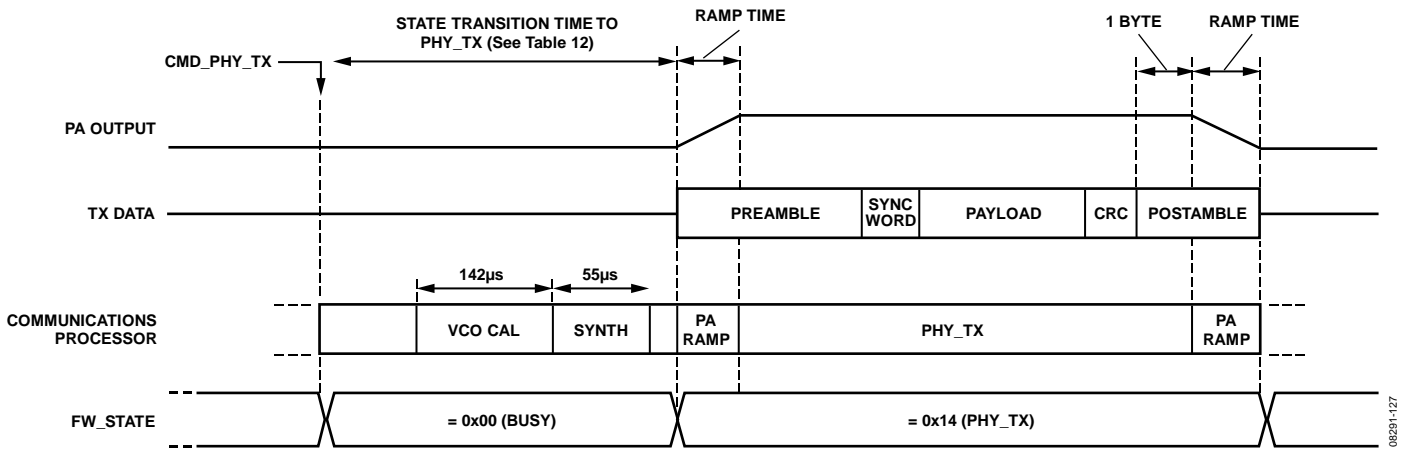 STATE TRANSITION TIME TO
PHY_TX (See Table 12)
RAMP TIME
1 BYTE
RAMP TIME
CMD_PHY_TX
PA OUTPUT
TX DATA
PREAMBLE
SYNC
WORD
PAYLOAD
CRC
POSTAMBLE
142µs
55µs
COMMUNICATIONS
PROCESSOR
VCO CAL
SYNTH
PA
RAMP
PHY_TX
PA
RAMP
FW_STATE
= 0x00 (BUSY)
= 0x14 (PHY_TX)
08291-127